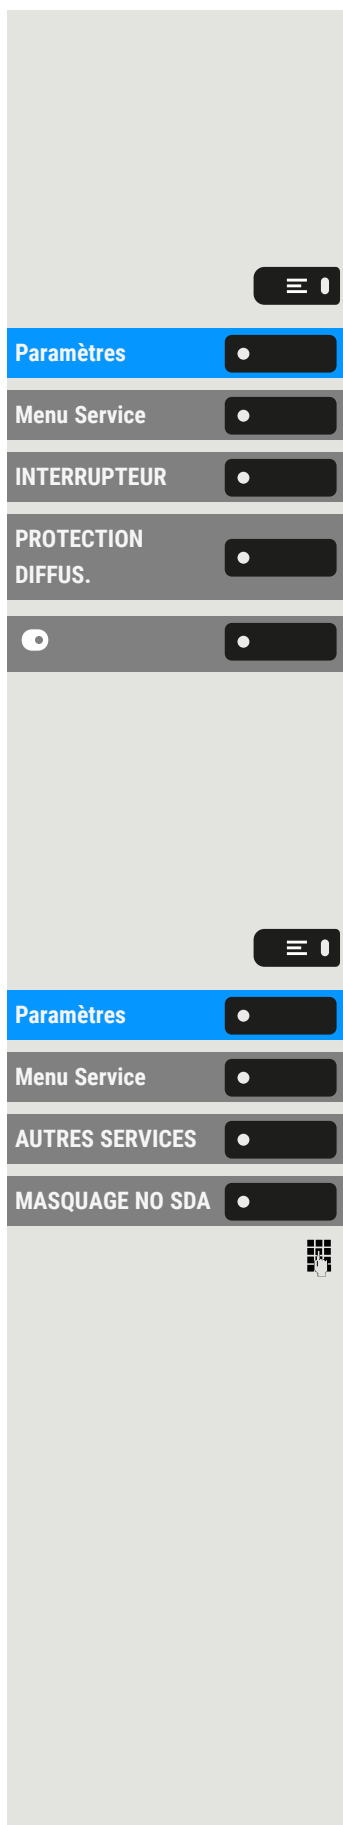 Paramètres
Menu Service
INTERRUPTEUR
PROTECTION
DIFFUS.
Paramètres
Menu Service
AUTRES SERVICES
MASQUAGE NO SDA